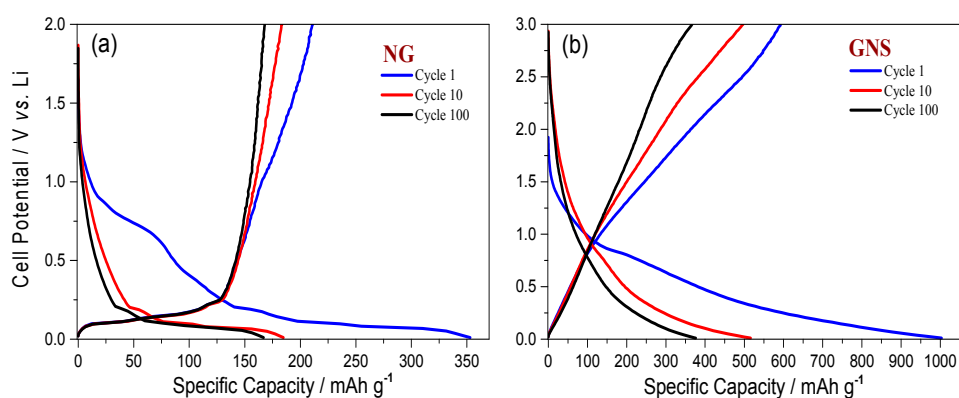 (a)
NG
Cycle 1
Cycle 10
Cycle 100
2.0
1.5
1.0
0.5
0.0
0 50 100 150 200 250 300 350
Specific Capacity / mAh g⁻¹
Cell Potential / V vs. Li
(b)
GNS
Cycle 1
Cycle 10
Cycle 100
3.0
2.5
2.0
1.5
1.0
0.5
0.0
0 100 200 300 400 500 600 700 800 900 1000
Specific Capacity / mAh g⁻¹